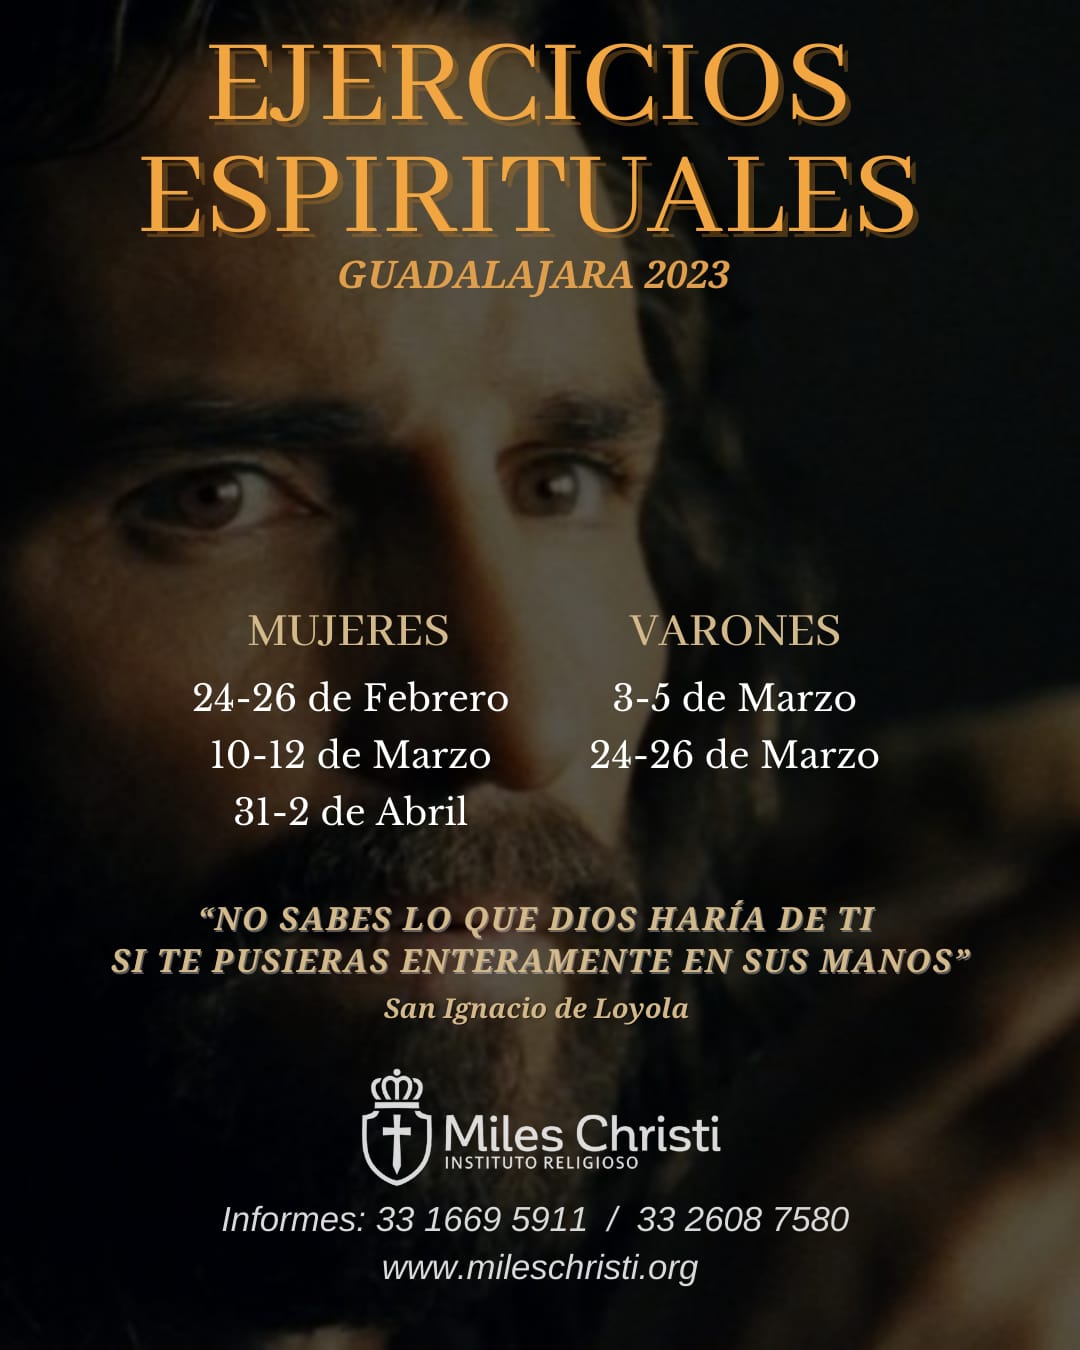 EJERCICIOS
ESPIRITUALES
GUADALAJARA 2023
MUJERES
24-26 de Febrero
10-12 de Marzo
31-2 de Abril
VARONES
3-5 de Marzo
24-26 de Marzo
“NO SABES LO QUE DIOS HARÍA DE TI
SI TE PUSIERAS ENTERAMENTE EN SUS MANOS”
San Ignacio de Loyola
Miles Christi
INSTITUTO RELIGIOSO
Informes: 33 1669 5911 / 33 2608 7580
www.mileschristi.org